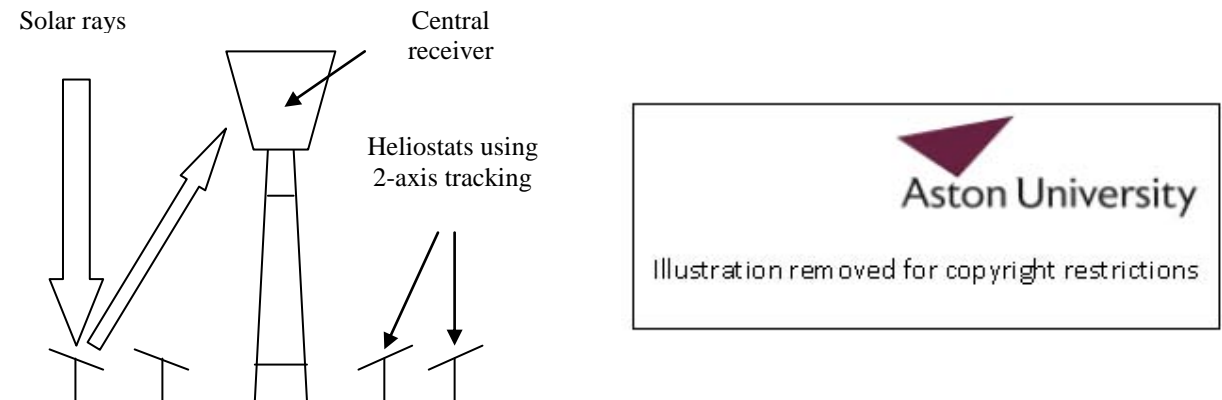 Solar rays
Central
receiver
Heliostats using
2-axis tracking
Aston University
Illustration removed for copyright restrictions